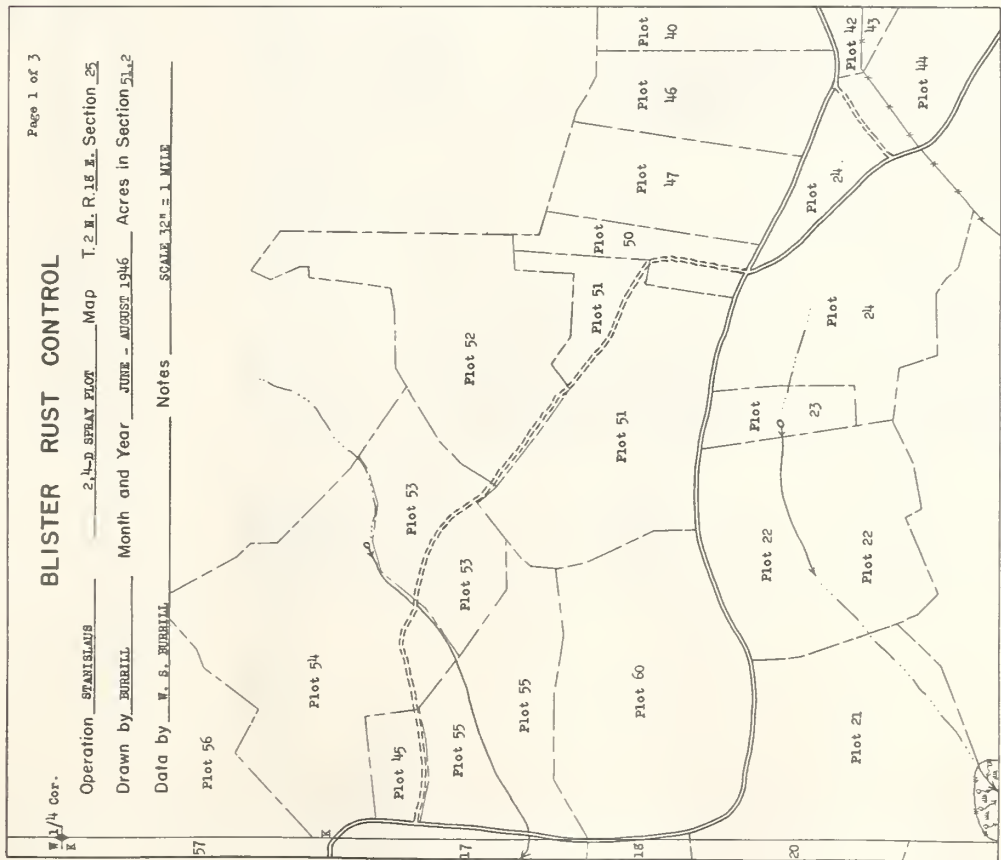 Page 1 of 3
BLISTER RUST CONTROL
W 1/4 Cor.
E
Operation STANISLAUS 2,4-D SPRAY PLOT Map T. 2 N. R. 18 E. Section 25
Drawn by BURRILL Month and Year JUNE - AUGUST 1946 Acres in Section 51.2
Data by W. S. BURRILL Notes SCALE 32" = 1 MILE
57
Plot 56
Plot 54
Plot 45
Plot 55
Plot 53
Plot 53
Plot 52
Plot 55
17
18
20
Plot 60
Plot 51
Plot 51
Plot 50
Plot 47
Plot 46
Plot 40
Plot 42
43
Plot 44
Plot 24
Plot 24
Plot 23
Plot 22
Plot 22
Plot 21